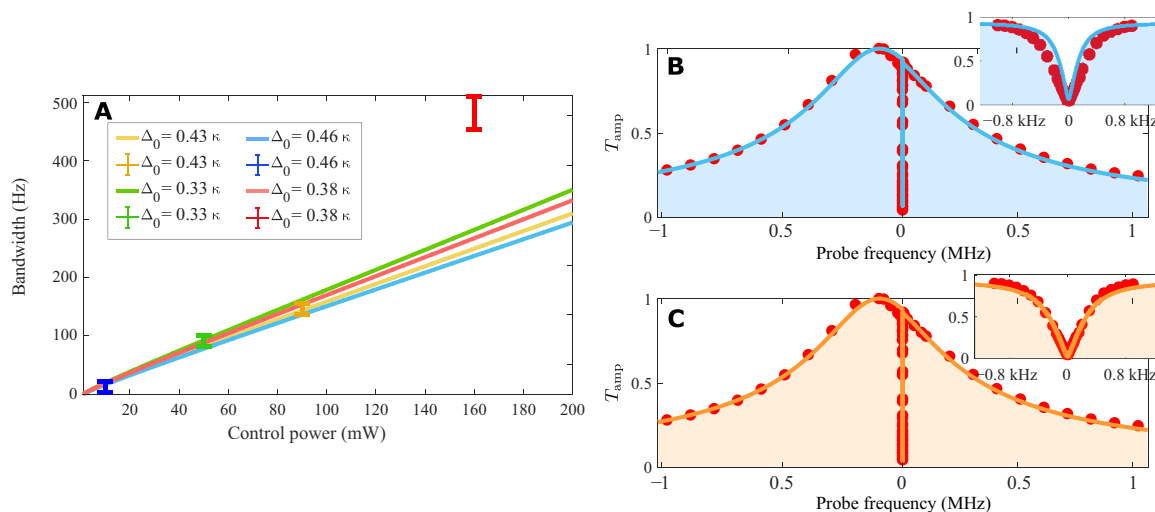 A
500
400
300
200
100
0
Bandwidth (Hz)
Δ0 = 0.43 κ
Δ0 = 0.46 κ
Δ0 = 0.43 κ
Δ0 = 0.46 κ
Δ0 = 0.33 κ
Δ0 = 0.38 κ
Δ0 = 0.33 κ
Δ0 = 0.38 κ
20 40 60 80 100 120 140 160 180 200
Control power (mW)
B
1
0.5
0
Tamp
−1 0.5 0 0.5 1
Probe frequency (MHz)
1
0.5
0
−0.8 kHz 0 0.8 kHz
C
1
0.5
0
Tamp
−1 0.5 0 0.5 1
Probe frequency (MHz)
1
0.5
0
−0.8 kHz 0 0.8 kHz